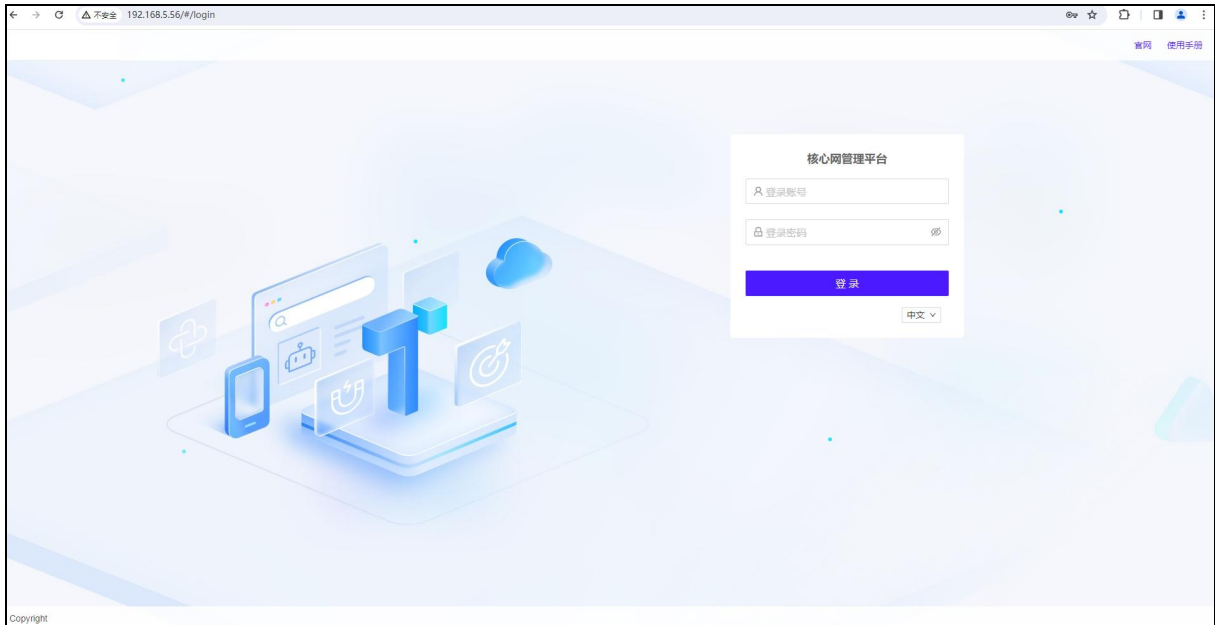 不安全 192.168.5.56/#/login
官网 使用手册
核心网管理平台
登录账号
登录密码
登录
中文
Copyright